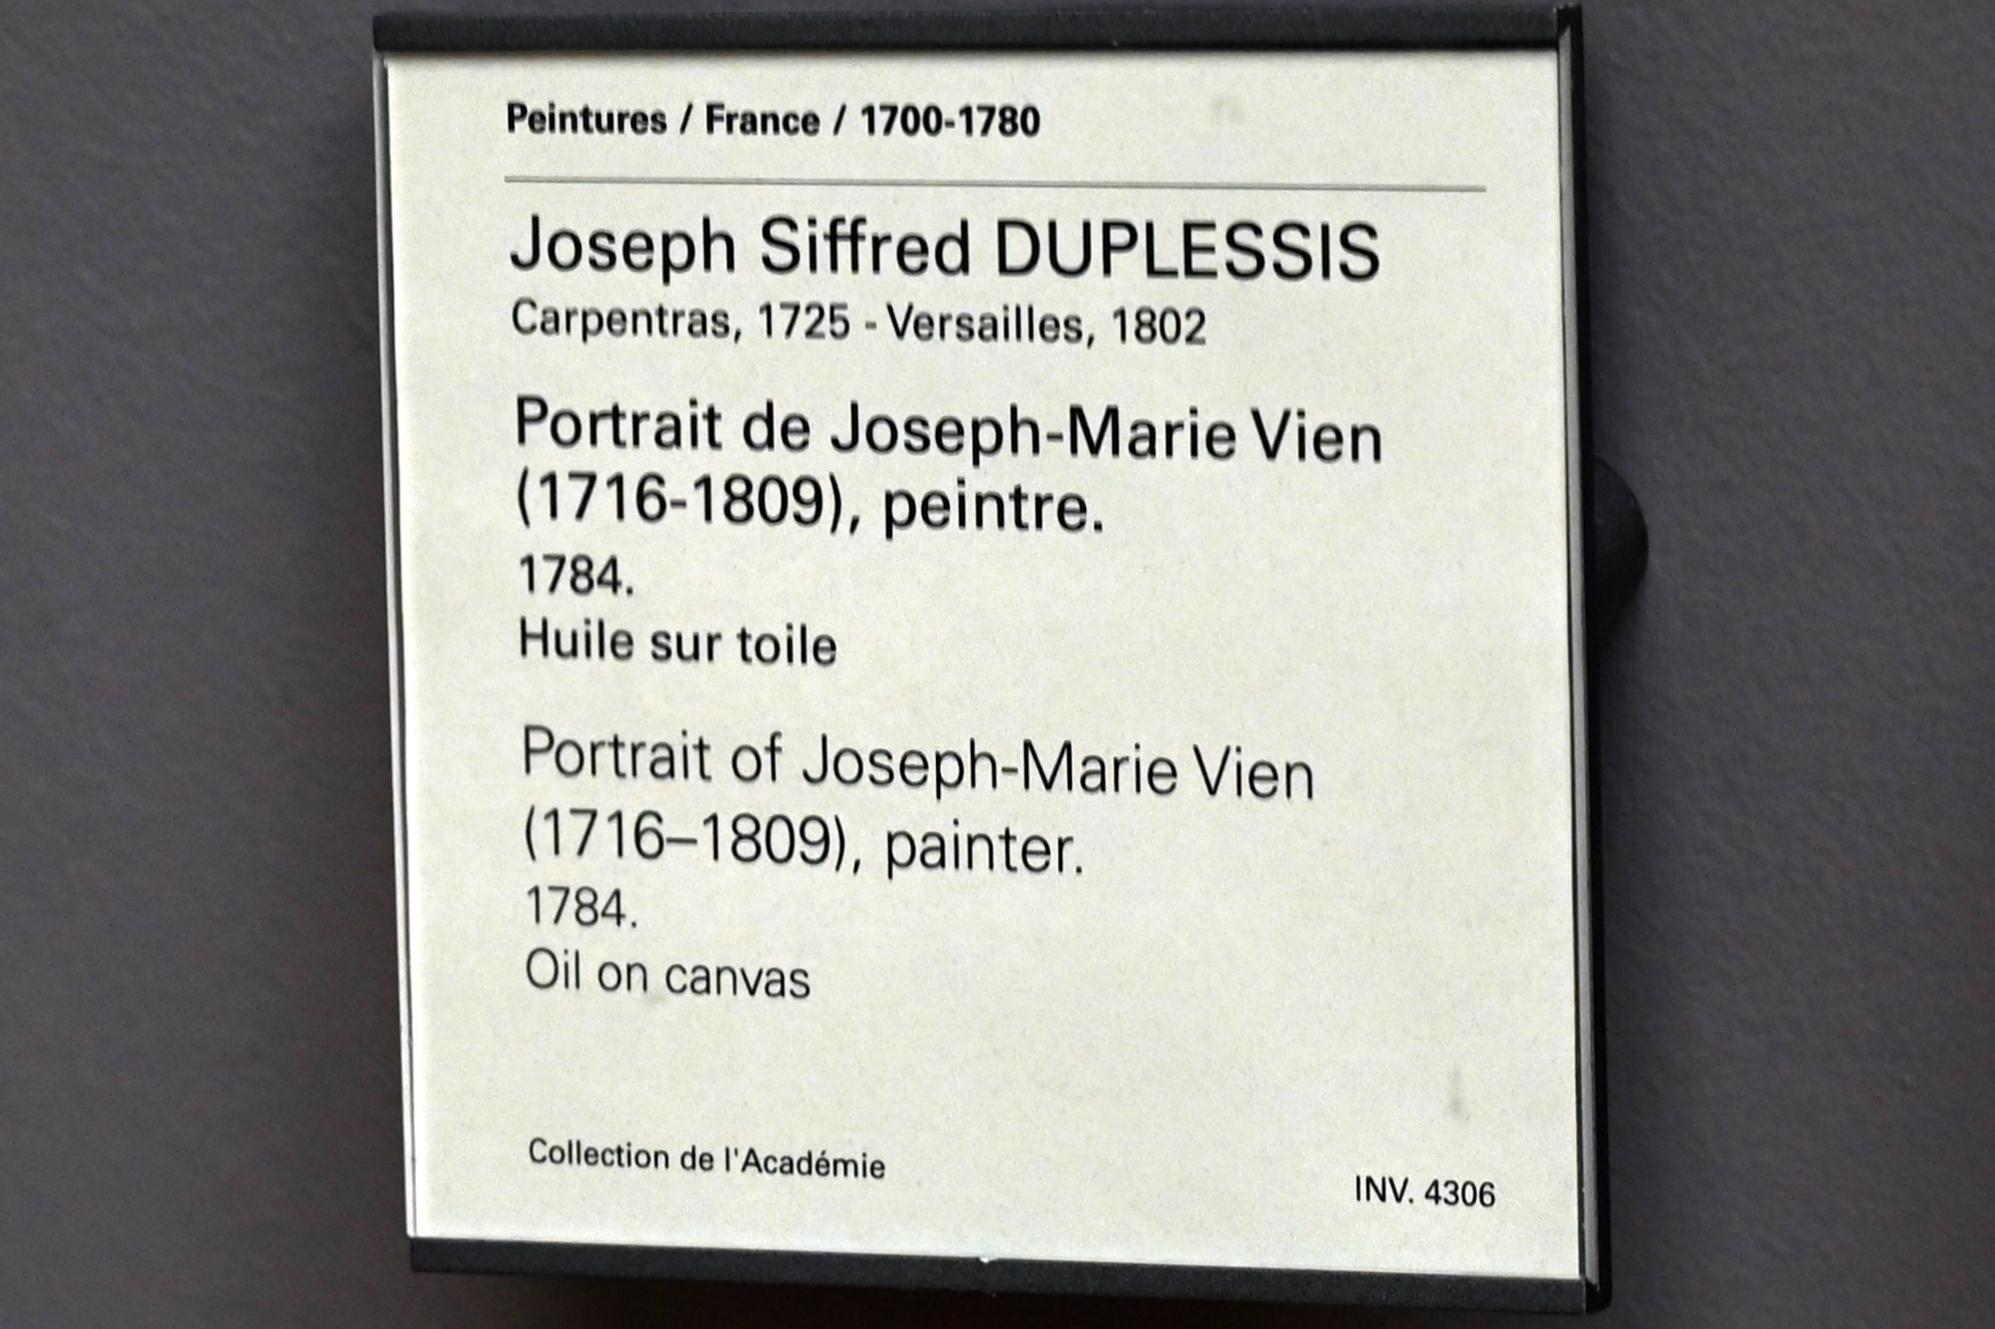 Peintures / France / 1700-1780
Joseph Siffred DUPLESSIS
Carpentras, 1725 - Versailles, 1802
Portrait de Joseph-Marie Vien
(1716-1809), peintre.
1784.
Huile sur toile
Portrait of Joseph-Marie Vien
(1716–1809), painter.
1784.
Oil on canvas
Collection de l'Académie
INV. 4306